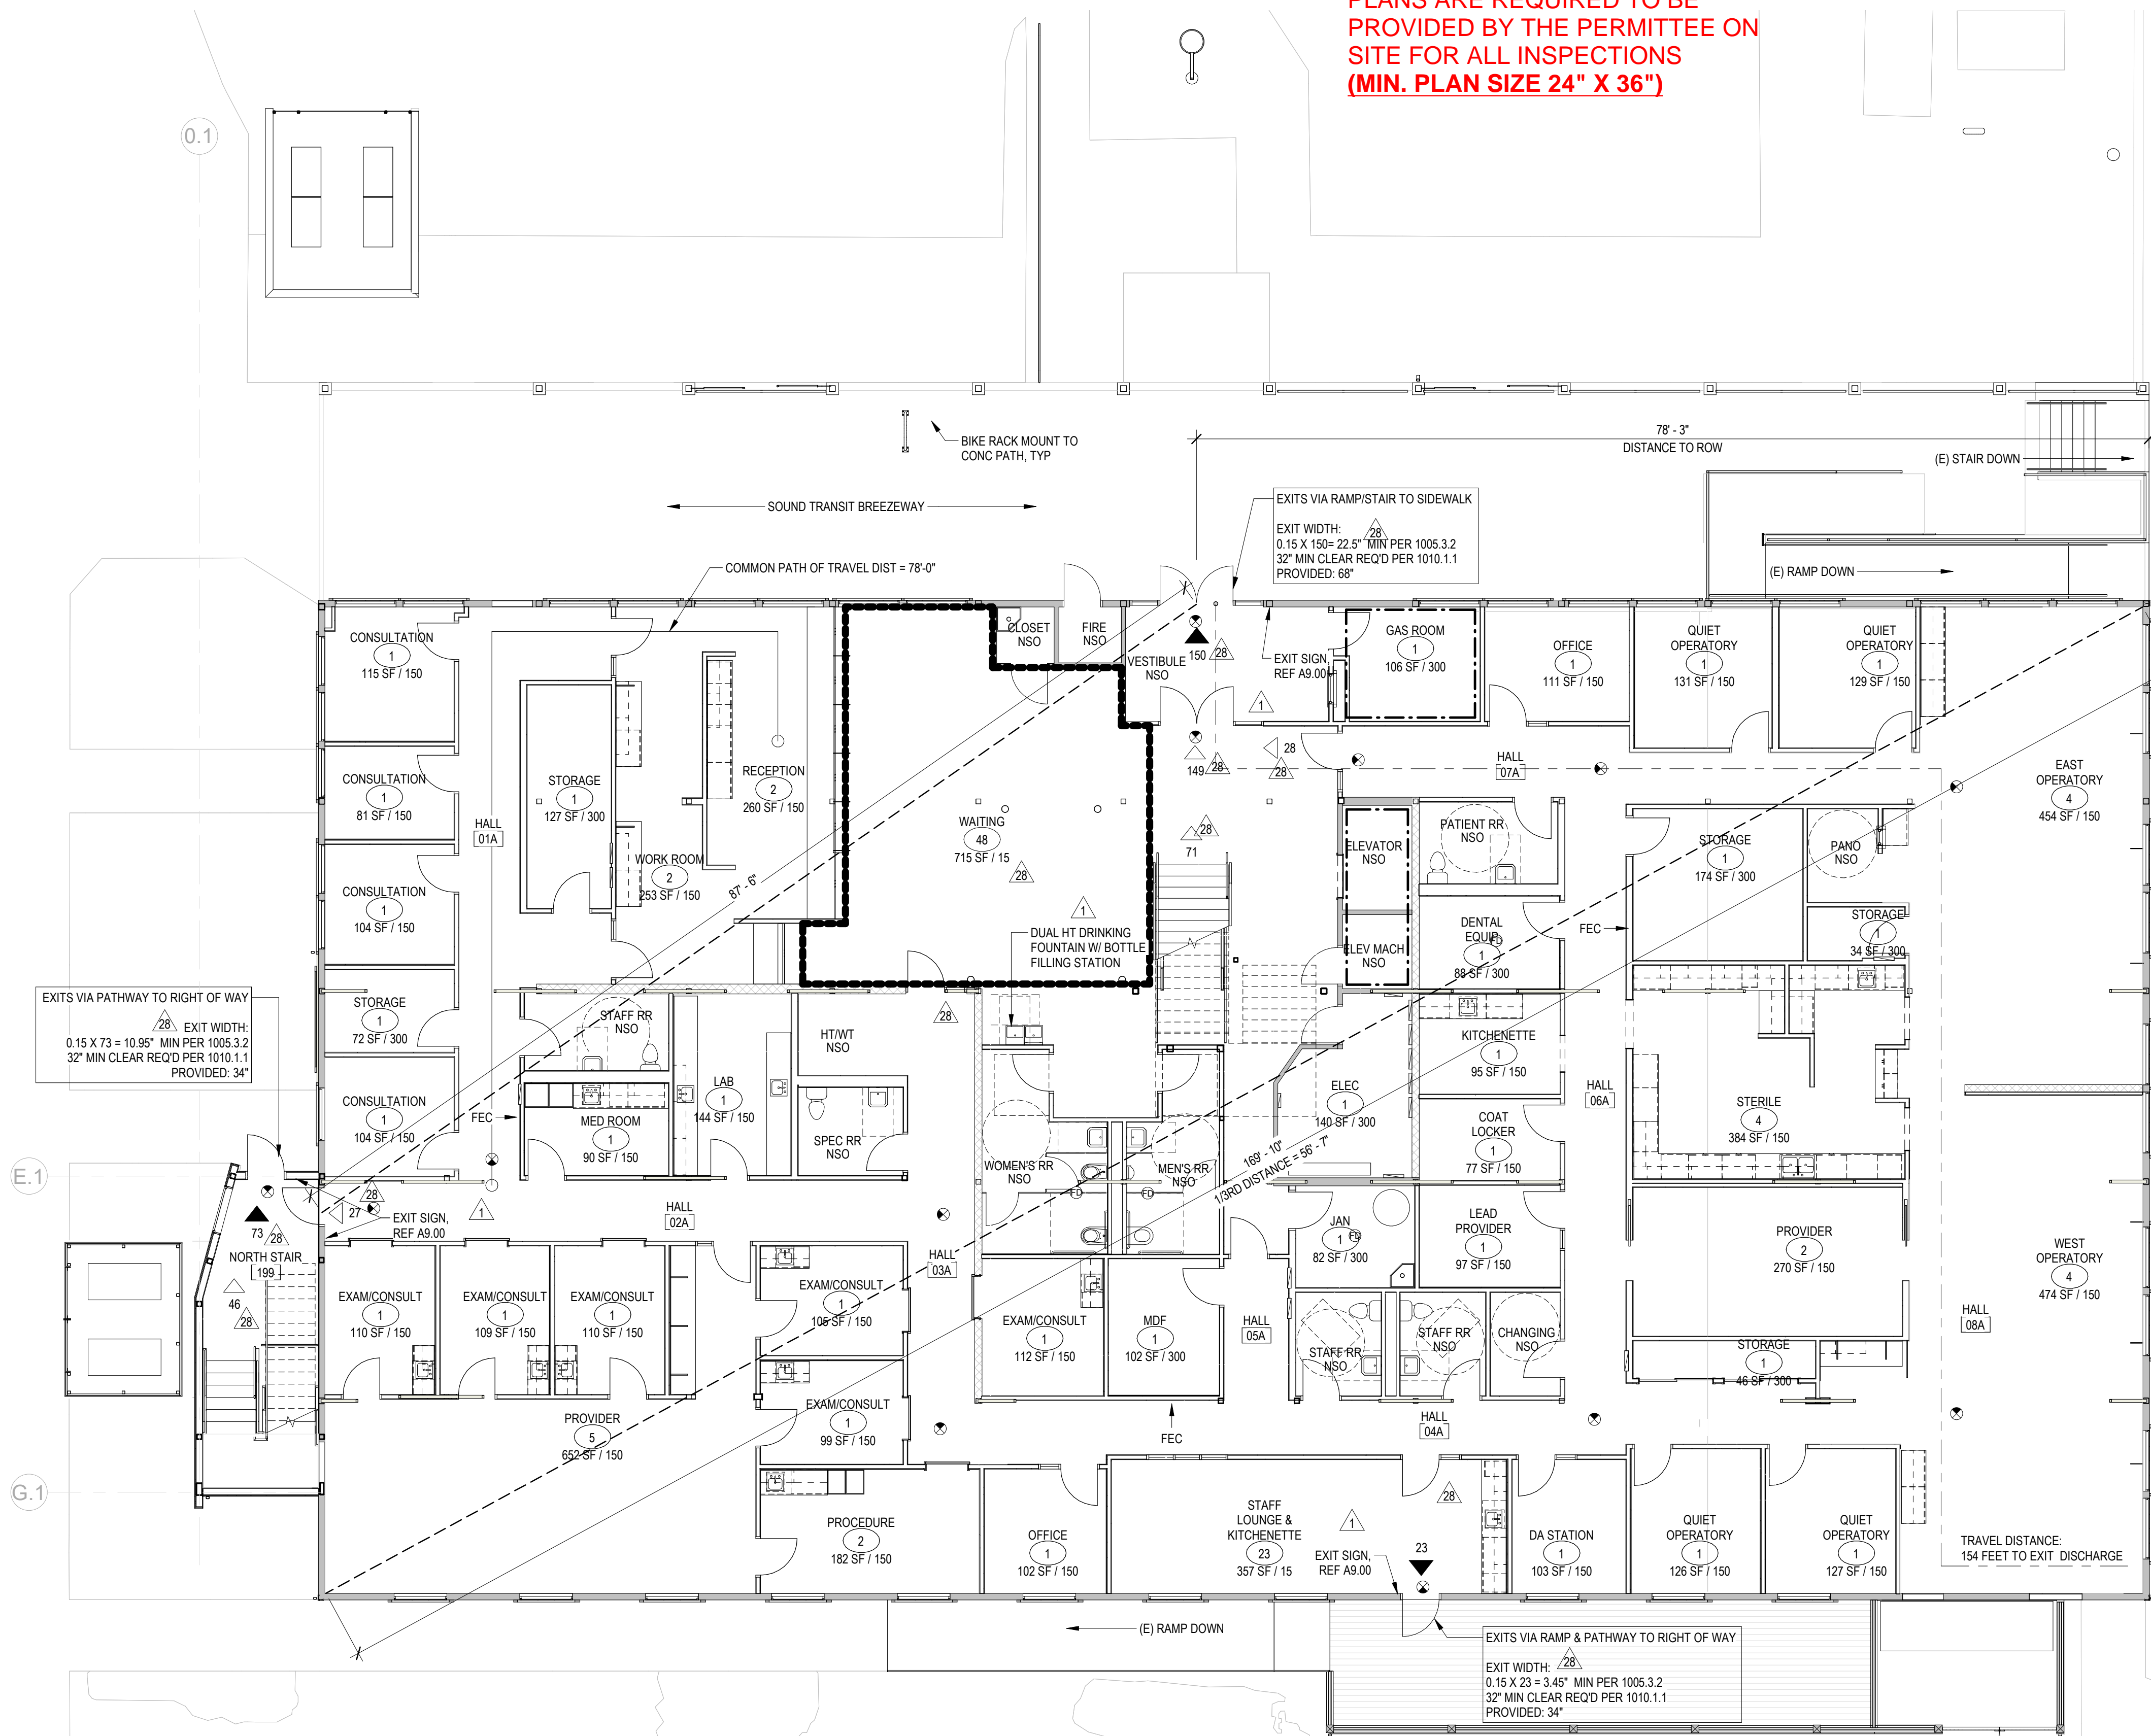 PLANS ARE REQUIRED TO BE
PROVIDED BY THE PERMITTEE ON
SITE FOR ALL INSPECTIONS
(MIN. PLAN SIZE 24" X 36")
0.1
78' - 3"
DISTANCE TO ROW
(E) STAIR DOWN
BIKE RACK MOUNT TO
CONC PATH, TYP
SOUND TRANSIT BREEZEWAY
EXITS VIA RAMP/STAIR TO SIDEWALK
EXIT WIDTH:
28
0.15 X 150= 22.5" MIN PER 1005.3.2
32" MIN CLEAR REQ'D PER 1010.1.1
PROVIDED: 68"
COMMON PATH OF TRAVEL DIST = 78'-0"
(E) RAMP DOWN
CONSULTATION
1
115 SF / 150
CLOSET
NSO
FIRE
NSO
VESTIBULE
NSO
150
28
EXIT SIGN,
REF A9.00
1
GAS ROOM
1
106 SF / 300
OFFICE
1
111 SF / 150
QUIET
OPERATORY
1
131 SF / 150
QUIET
OPERATORY
1
129 SF / 150
CONSULTATION
1
81 SF / 150
HALL
01A
STORAGE
1
127 SF / 300
RECEPTION
2
260 SF / 150
WORK ROOM
2
253 SF / 150
87' - 6"
WAITING
48
715 SF / 15
28
149
28
28
28
28
71
HALL
07A
EAST
OPERATORY
4
454 SF / 150
ELEVATOR
NSO
PATIENT RR
NSO
STORAGE
1
174 SF / 300
PANO
NSO
CONSULTATION
1
104 SF / 150
1
DUAL HT DRINKING
FOUNTAIN W/ BOTTLE
FILLING STATION
ELEV MACH
NSO
DENTAL
EQUIP
1
FD
88 SF / 300
FEC
STORAGE
1
34 SF / 300
EXITS VIA PATHWAY TO RIGHT OF WAY
28
EXIT WIDTH:
0.15 X 73 = 10.95" MIN PER 1005.3.2
32" MIN CLEAR REQ'D PER 1010.1.1
PROVIDED: 34"
STORAGE
1
72 SF / 300
STAFF RR
NSO
HT/WT
NSO
28
KITCHENETTE
1
95 SF / 150
CONSULTATION
1
104 SF / 150
FEC
MED ROOM
1
90 SF / 150
LAB
1
144 SF / 150
SPEC RR
NSO
ELEC
1
140 SF / 300
COAT
LOCKER
1
77 SF / 150
HALL
06A
STERILE
4
384 SF / 150
E.1
WOMEN'S RR
NSO
FD
MEN'S RR
NSO
FD
169' - 10"
1/3RD DISTANCE = 56' - 7"
28
27
1
EXIT SIGN,
REF A9.00
73
28
NORTH STAIR
199
46
28
HALL
02A
HALL
03A
JAN
1
FD
82 SF / 300
LEAD
PROVIDER
1
97 SF / 150
PROVIDER
2
270 SF / 150
WEST
OPERATORY
4
474 SF / 150
EXAM/CONSULT
1
110 SF / 150
EXAM/CONSULT
1
109 SF / 150
EXAM/CONSULT
1
110 SF / 150
EXAM/CONSULT
1
105 SF / 150
EXAM/CONSULT
1
112 SF / 150
MDF
1
102 SF / 300
HALL
05A
STAFF RR
NSO
STAFF RR
NSO
CHANGING
NSO
STORAGE
1
46 SF / 300
HALL
08A
PROVIDER
5
652 SF / 150
EXAM/CONSULT
1
99 SF / 150
FEC
HALL
04A
G.1
PROCEDURE
2
182 SF / 150
OFFICE
1
102 SF / 150
STAFF
LOUNGE &
KITCHENETTE
23
357 SF / 15
1
28
EXIT SIGN,
REF A9.00
23
DA STATION
1
103 SF / 150
QUIET
OPERATORY
1
126 SF / 150
QUIET
OPERATORY
1
127 SF / 150
TRAVEL DISTANCE:
154 FEET TO EXIT DISCHARGE
(E) RAMP DOWN
EXITS VIA RAMP & PATHWAY TO RIGHT OF WAY
EXIT WIDTH:
28
0.15 X 23 = 3.45" MIN PER 1005.3.2
32" MIN CLEAR REQ'D PER 1010.1.1
PROVIDED: 34"